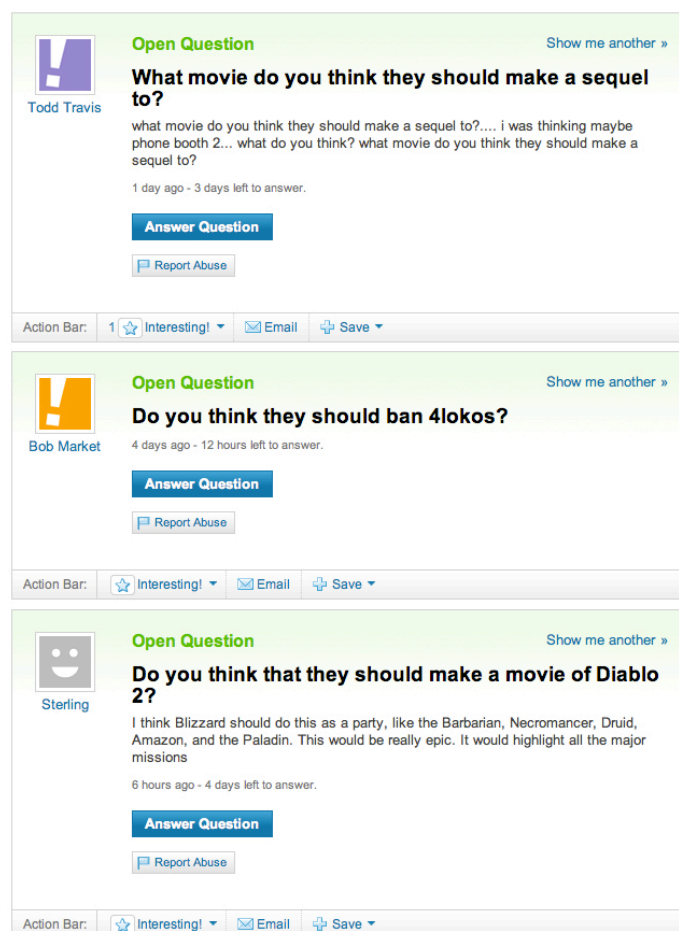 Open Question
Show me another »
What movie do you think they should make a sequel
to?
Todd Travis
what movie do you think they should make a sequel to?.... i was thinking maybe
phone booth 2... what do you think? what movie do you think they should make a
sequel to?
1 day ago - 3 days left to answer.
Answer Question
Report Abuse
Action Bar: 1 Interesting! Email Save
Open Question
Show me another »
Do you think they should ban 4lokos?
Bob Market
4 days ago - 12 hours left to answer.
Answer Question
Report Abuse
Action Bar: Interesting! Email Save
Open Question
Show me another »
Do you think that they should make a movie of Diablo
2?
Sterling
I think Blizzard should do this as a party, like the Barbarian, Necromancer, Druid,
Amazon, and the Paladin. This would be really epic. It would highlight all the major
missions
6 hours ago - 4 days left to answer.
Answer Question
Report Abuse
Action Bar: Interesting! Email Save